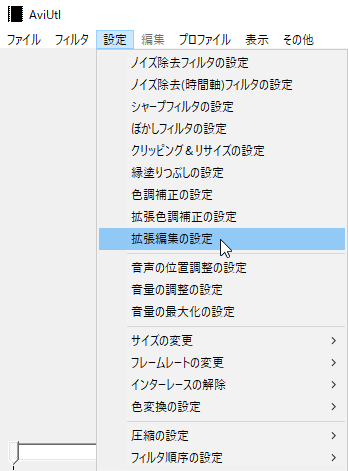 AviUtl
ファイル フィルタ 設定 編集 プロファイル 表示 その他
ノイズ除去フィルタの設定
ノイズ除去(時間軸)フィルタの設定
シャープフィルタの設定
ぼかしフィルタの設定
クリッピング＆リサイズの設定
縁塗りつぶしの設定
色調補正の設定
拡張色調補正の設定
拡張編集の設定
音声の位置調整の設定
音量の調整の設定
音量の最大化の設定
サイズの変更
フレームレートの変更
インターレースの解除
色変換の設定
圧縮の設定
フィルタ順序の設定